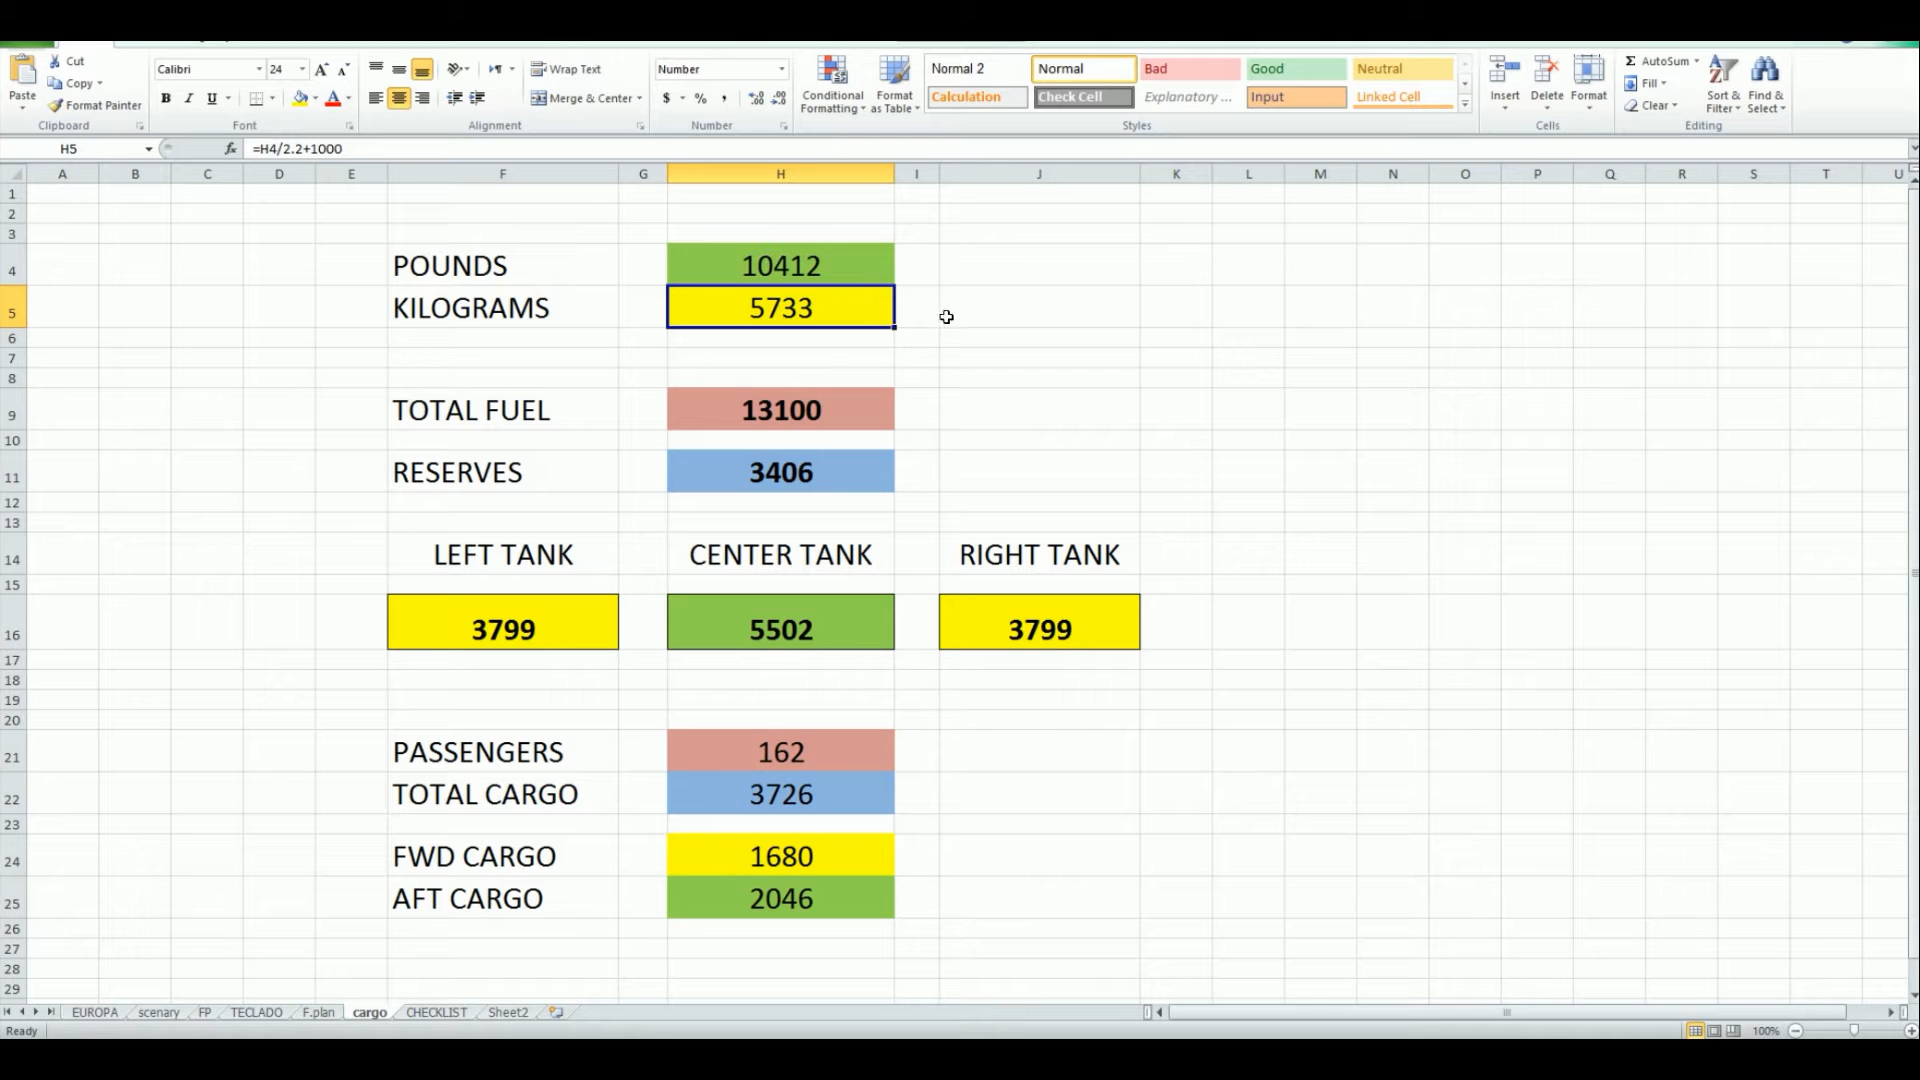 Cut
Copy
Format Painter
Paste
Clipboard
Calibri 24
B I U
Font
Wrap Text
Merge & Center
Alignment
Number
$ % ,
Number
Conditional Formatting
Format as Table
Normal 2 Normal Bad Good Neutral
Calculation Check Cell Explanatory ... Input Linked Cell
Styles
Insert Delete Format
Cells
Σ AutoSum
Fill
Clear
Sort & Filter
Find & Select
Editing
H5 fx =H4/2.2+1000
A B C D E F G H I J K L M N O P Q R S T U
1
2
3
4 POUNDS 10412
5 KILOGRAMS 5733
6
7
8
9 TOTAL FUEL 13100
10
11 RESERVES 3406
12
13
14 LEFT TANK CENTER TANK RIGHT TANK
15
16 3799 5502 3799
17
18
19
20
21 PASSENGERS 162
22 TOTAL CARGO 3726
23
24 FWD CARGO 1680
25 AFT CARGO 2046
26
27
28
29
EUROPA scenary FP TECLADO F.plan cargo CHECKLIST Sheet2
Ready 100%